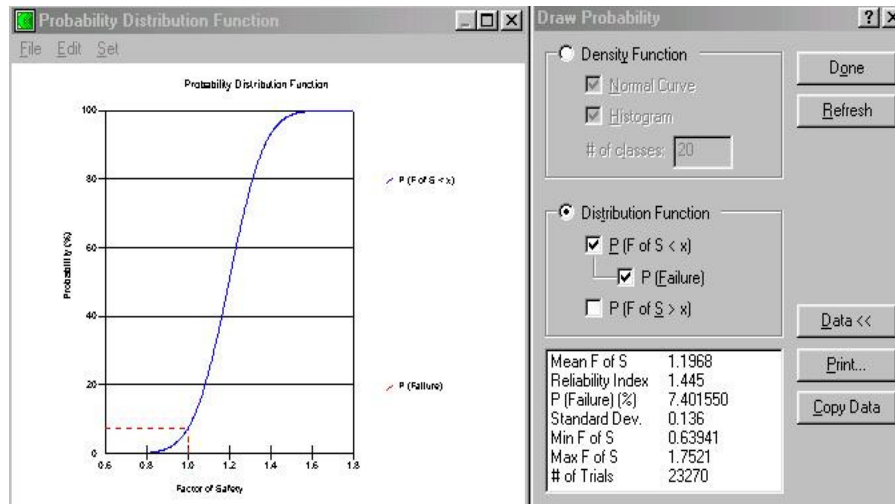 Probability Distribution Function
File Edit Set
Probability Distribution Function
100
80
60
40
20
0
Probability (%)
0.6 0.8 1.0 1.2 1.4 1.6 1.8
Factor of Safety
P (F of S < x)
P (Failure)
Draw Probability
Density Function
Normal Curve
Histogram
# of classes: 20
Done
Refresh
Distribution Function
P (F of S < x)
P (Failure)
P (F of S > x)
Data <<
Print...
Copy Data
Mean F of S 1.1968
Reliability Index 1.445
P (Failure) (%) 7.401550
Standard Dev. 0.136
Min F of S 0.63941
Max F of S 1.7521
# of Trials 23270